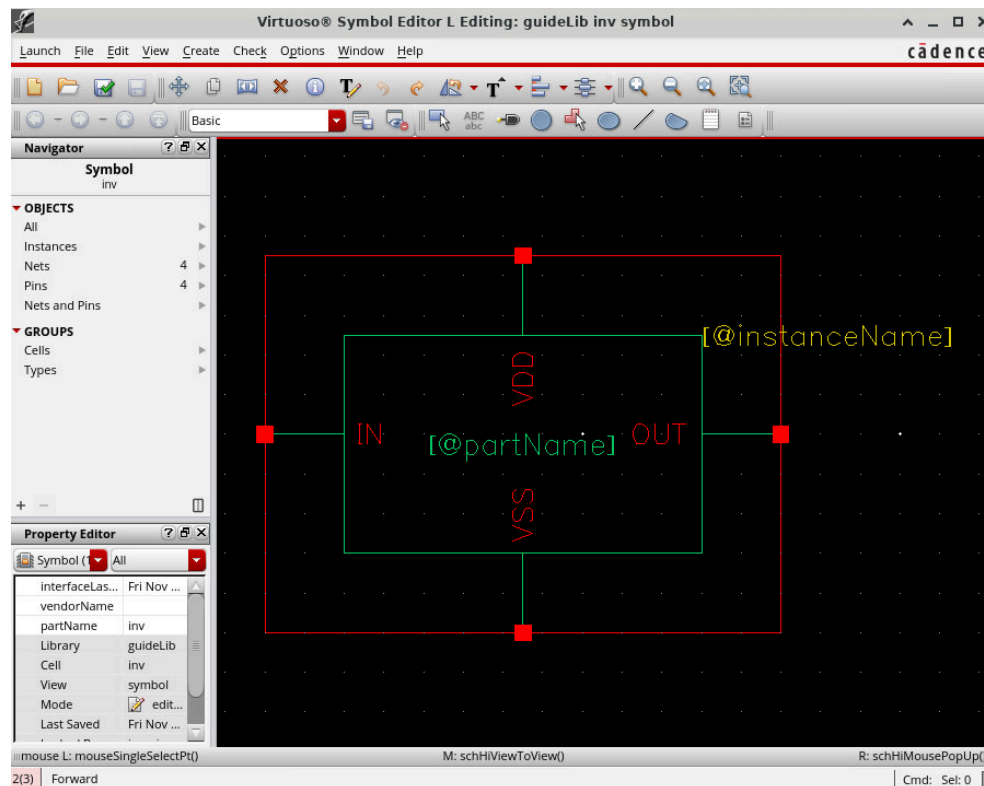 Virtuoso® Symbol Editor L Editing: guideLib inv symbol
Launch File Edit View Create Check Options Window Help
cādence
Basic
ABC
abc
Navigator
Symbol
inv
OBJECTS
All
Instances
Nets 4
Pins 4
Nets and Pins
GROUPS
Cells
Types
Property Editor
Symbol (1
All
interfaceLas... Fri Nov ...
vendorName
partName inv
Library guideLib
Cell inv
View symbol
Mode edit...
Last Saved Fri Nov ...
[@instanceName]
VDD
IN
[@partName]
OUT
VSS
mouse L: mouseSingleSelectPt()
M: schHiViewToView()
R: schHiMousePopUp(
2(3) Forward
Cmd: Sel: 0